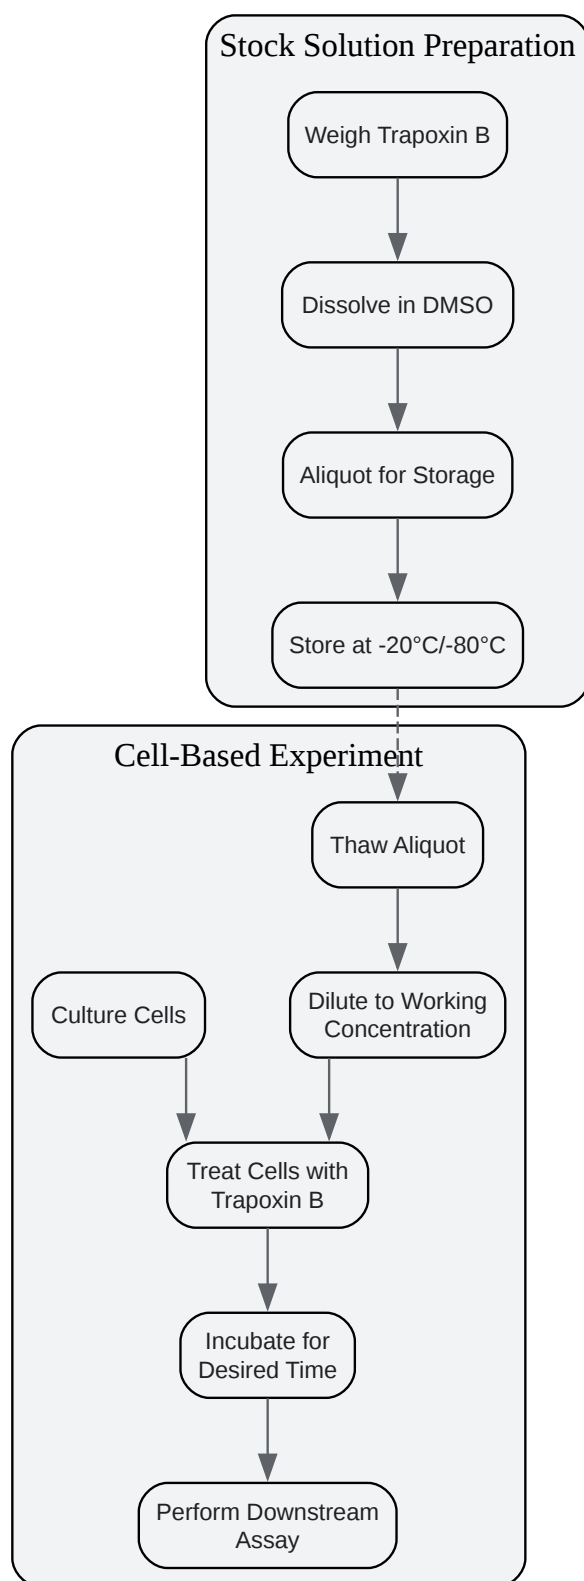 Stock Solution Preparation
Weigh Trapoxin B
Dissolve in DMSO
Aliquot for Storage
Store at -20°C/-80°C
Cell-Based Experiment
Thaw Aliquot
Culture Cells
Dilute to Working
Concentration
Treat Cells with
Trapoxin B
Incubate for
Desired Time
Perform Downstream
Assay